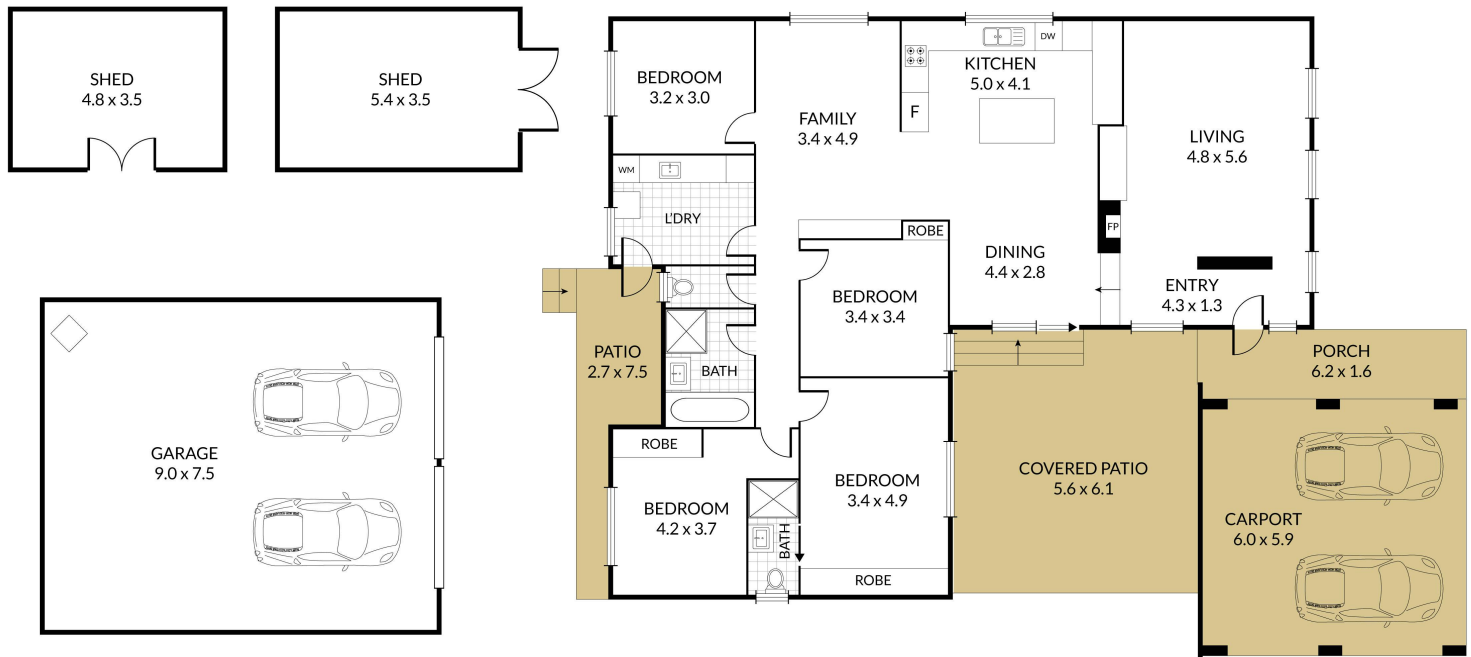 SHED
4.8 x 3.5
SHED
5.4 x 3.5
BEDROOM
3.2 x 3.0
FAMILY
3.4 x 4.9
DW
KITCHEN
5.0 x 4.1
F
LIVING
4.8 x 5.6
WM
L'DRY
ROBE
FP
DINING
4.4 x 2.8
ENTRY
4.3 x 1.3
BEDROOM
3.4 x 3.4
PATIO
2.7 x 7.5
BATH
PORCH
6.2 x 1.6
GARAGE
9.0 x 7.5
ROBE
BEDROOM
4.2 x 3.7
BATH
BEDROOM
3.4 x 4.9
ROBE
COVERED PATIO
5.6 x 6.1
CARPORT
6.0 x 5.9